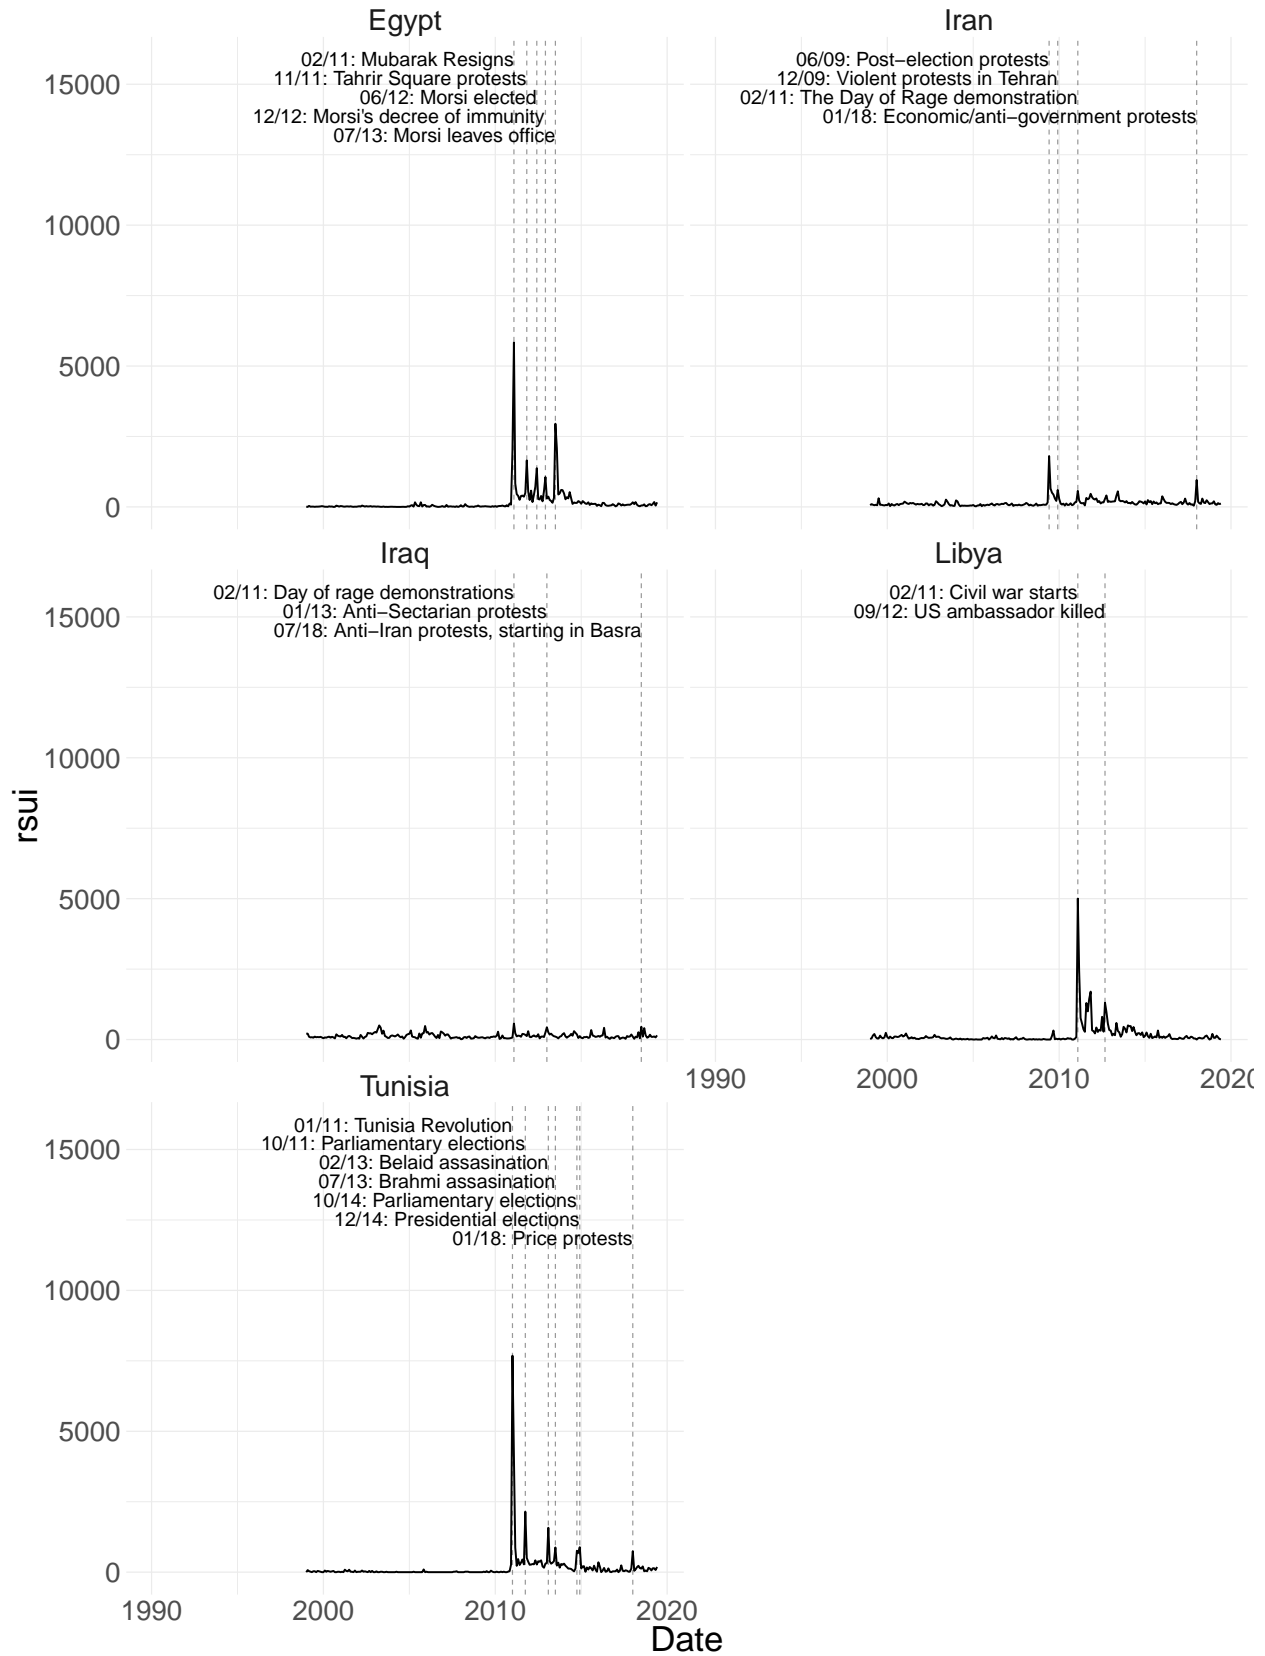 Egypt
02/11: Mubarak Resigns
11/11: Tahrir Square protests
06/12: Morsi elected
12/12: Morsi's decree of immunity
07/13: Morsi leaves office
15000
10000
5000
0
Iran
06/09: Post−election protests
12/09: Violent protests in Tehran
02/11: The Day of Rage demonstration
01/18: Economic/anti−government protests
Iraq
02/11: Day of rage demonstrations
01/13: Anti−Sectarian protests
07/18: Anti−Iran protests, starting in Basra
15000
10000
5000
0
rsui
Libya
02/11: Civil war starts
09/12: US ambassador killed
1990 2000 2010 202
Tunisia
01/11: Tunisia Revolution
10/11: Parliamentary elections
02/13: Belaid assasination
07/13: Brahmi assasination
10/14: Parliamentary elections
12/14: Presidential elections
01/18: Price protests
15000
10000
5000
0
1990 2000 2010 2020
Date